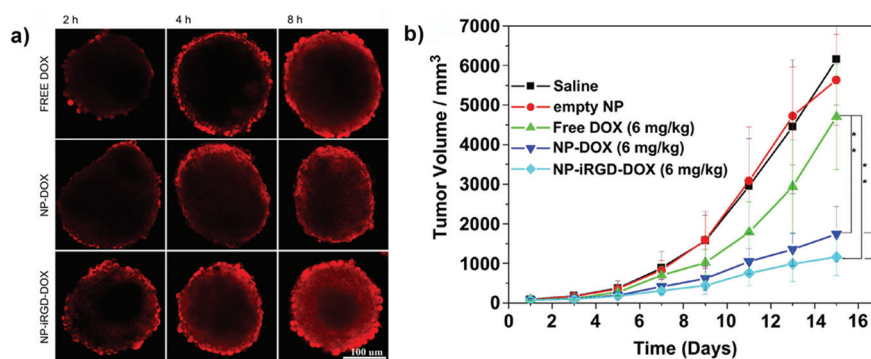 a)
2 h
4 h
8 h
FREE DOX
NP-DOX
NP-iRGD-DOX
100 um
b)
Tumor Volume / mm³
7000
6000
5000
4000
3000
2000
1000
0
Saline
empty NP
Free DOX (6 mg/kg)
NP-DOX (6 mg/kg)
NP-iRGD-DOX (6 mg/kg)
**
**
0 2 4 6 8 10 12 14 16
Time (Days)